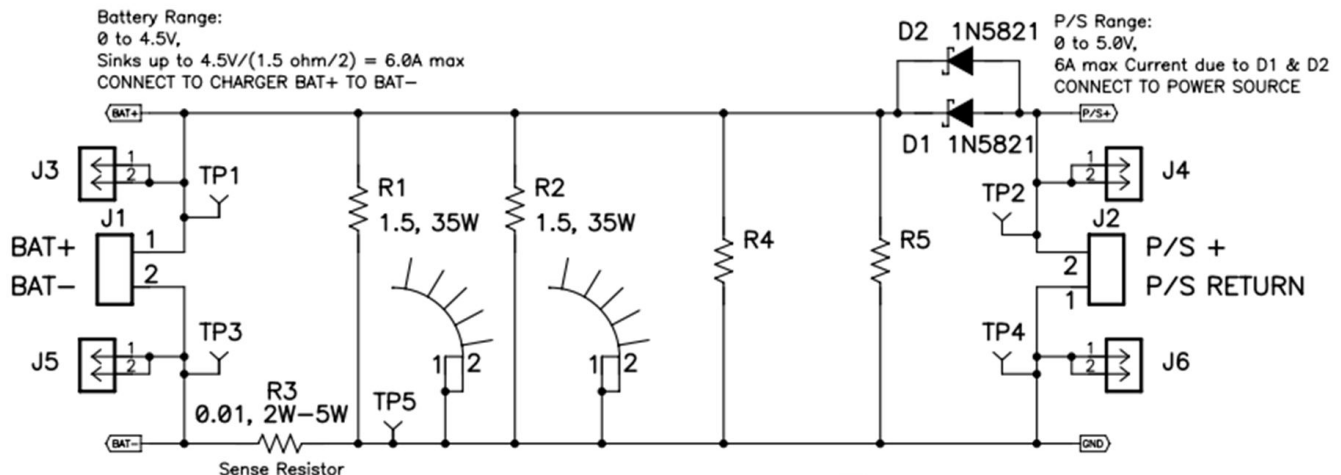 Battery Range:
0 to 4.5V,
Sinks up to 4.5V/(1.5 ohm/2) = 6.0A max
CONNECT TO CHARGER BAT+ TO BAT-
D2 1N5821
P/S Range:
0 to 5.0V,
6A max Current due to D1 & D2
CONNECT TO POWER SOURCE
BAT+
P/S+
D1 1N5821
J3
1
2
TP1
R1
1.5, 35W
R2
1.5, 35W
J4
1
2
TP2
J1
J2
BAT+
1
R4
R5
P/S +
BAT-
2
2
P/S RETURN
1
TP3
TP4
J5
1
2
1 2
1 2
J6
1
2
R3
0.01, 2W-5W
TP5
BAT-
GND
Sense Resistor